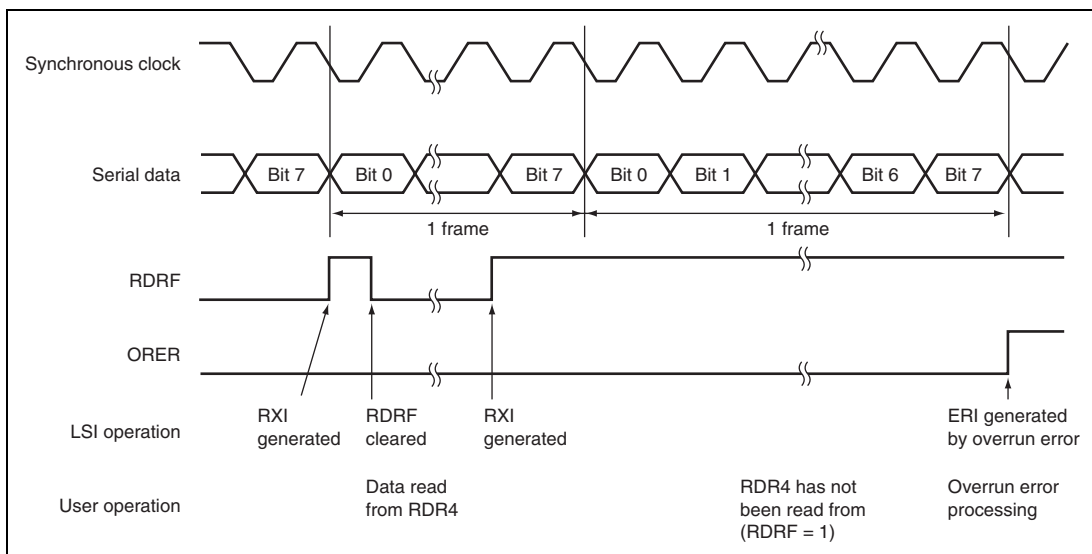 Synchronous clock
Serial data
Bit 7
Bit 0
Bit 7
Bit 0
Bit 1
Bit 6
Bit 7
1 frame
1 frame
RDRF
ORER
LSI operation
RXI
generated
RDRF
cleared
RXI
generated
ERI generated
by overrun error
User operation
Data read
from RDR4
RDR4 has not
been read from
(RDRF = 1)
Overrun error
processing